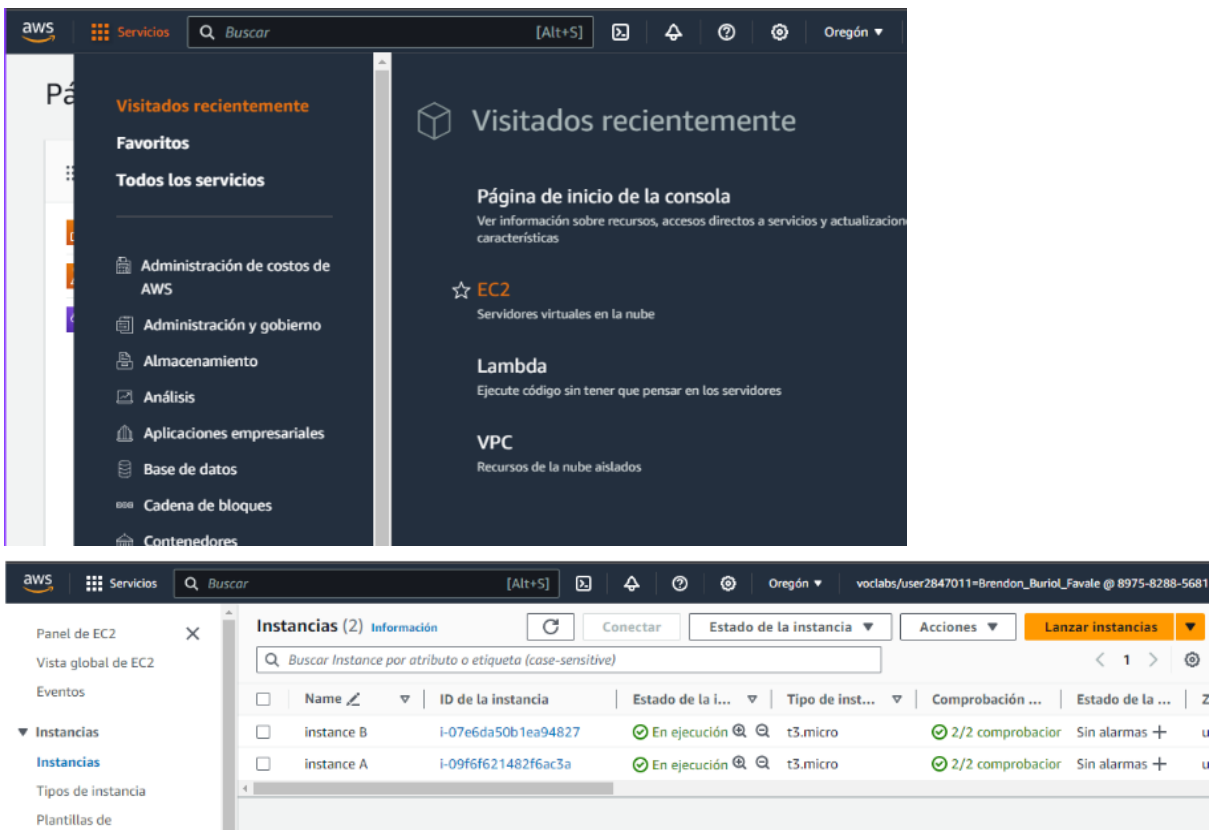 aws
Servicios
Buscar
[Alt+S]
Oregón
Pá
Visitados recientemente
Favoritos
Todos los servicios
Administración de costos de
AWS
Administración y gobierno
Almacenamiento
Análisis
Aplicaciones empresariales
Base de datos
Cadena de bloques
Contenedores
Visitados recientemente
Página de inicio de la consola
Ver información sobre recursos, accesos directos a servicios y actualizacion
características
EC2
Servidores virtuales en la nube
Lambda
Ejecute código sin tener que pensar en los servidores
VPC
Recursos de la nube aislados
aws
Servicios
Buscar
[Alt+S]
Oregón
voclabs/user2847011=Brendon_Buriol_Favale @ 8975-8288-5681
Panel de EC2
Vista global de EC2
Eventos
Instancias
Instancias
Tipos de instancia
Plantillas de
Instancias (2) Información
Conectar
Estado de la instancia
Acciones
Lanzar instancias
Buscar Instance por atributo o etiqueta (case-sensitive)
1
Name ID de la instancia Estado de la i... Tipo de inst... Comprobación ... Estado de la ... Z
instance B i-07e6da50b1ea94827 En ejecución t3.micro 2/2 comprobacior Sin alarmas + u
instance A i-09f6f621482f6ac3a En ejecución t3.micro 2/2 comprobacior Sin alarmas + u